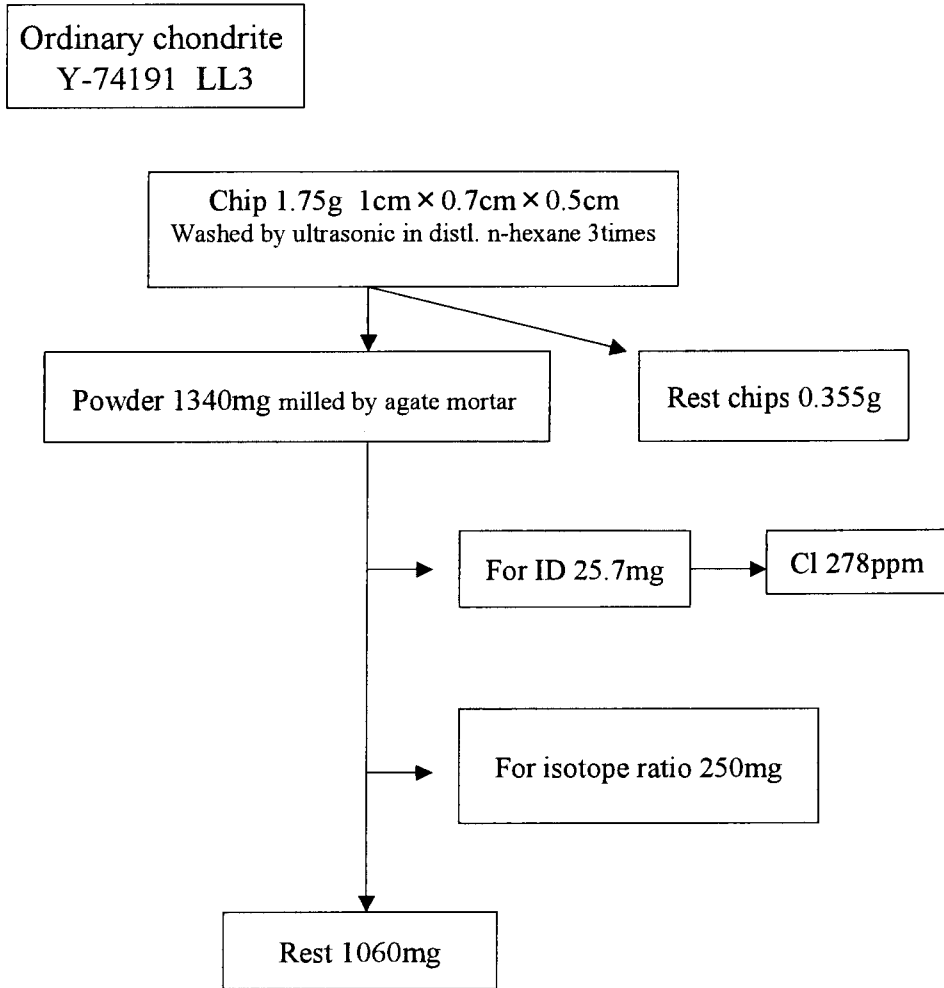 Ordinary chondrite
Y-74191 LL3
Chip 1.75g 1cm×0.7cm×0.5cm
Washed by ultrasonic in distl. n-hexane 3times
Powder 1340mg milled by agate mortar
Rest chips 0.355g
For ID 25.7mg
Cl 278ppm
For isotope ratio 250mg
Rest 1060mg